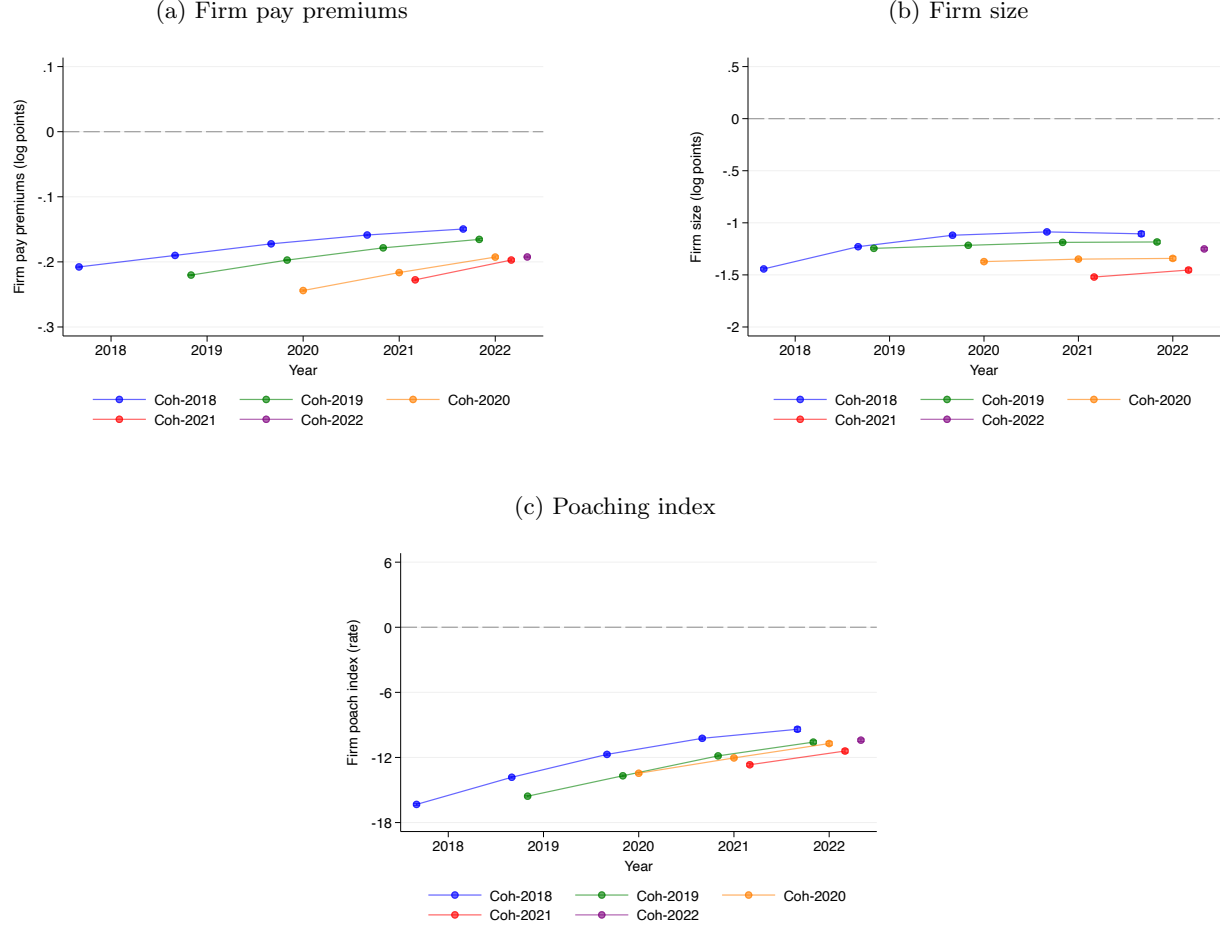 (a) Firm pay premiums
Firm pay premiums (log points)
.1
0
-.1
-.2
-.3
2018 2019 2020 2021 2022
Year
Coh-2018 Coh-2019 Coh-2020
Coh-2021 Coh-2022
(b) Firm size
Firm size (log points)
.5
0
-.5
-1
-1.5
-2
2018 2019 2020 2021 2022
Year
Coh-2018 Coh-2019 Coh-2020
Coh-2021 Coh-2022
(c) Poaching index
Firm poach index (rate)
6
0
-6
-12
-18
2018 2019 2020 2021 2022
Year
Coh-2018 Coh-2019 Coh-2020
Coh-2021 Coh-2022